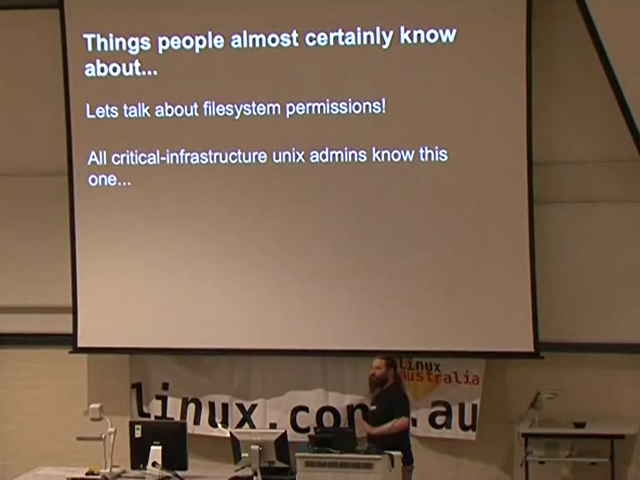 Things people almost certainly know
about...
Lets talk about filesystem permissions!
All critical-infrastructure unix admins know this
one...
linux
australia
linux.con .au